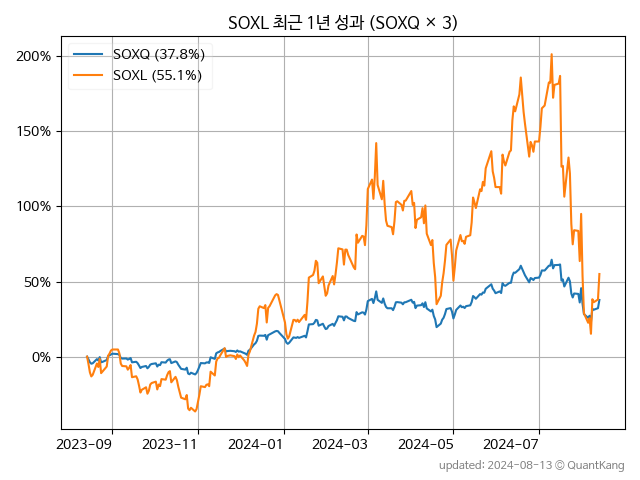 SOXL 최근 1년 성과 (SOXQ × 3)
SOXQ (37.8%)
SOXL (55.1%)
200%
150%
100%
50%
0%
2023-09 2023-11 2024-01 2024-03 2024-05 2024-07
updated: 2024-08-13 © QuantKang